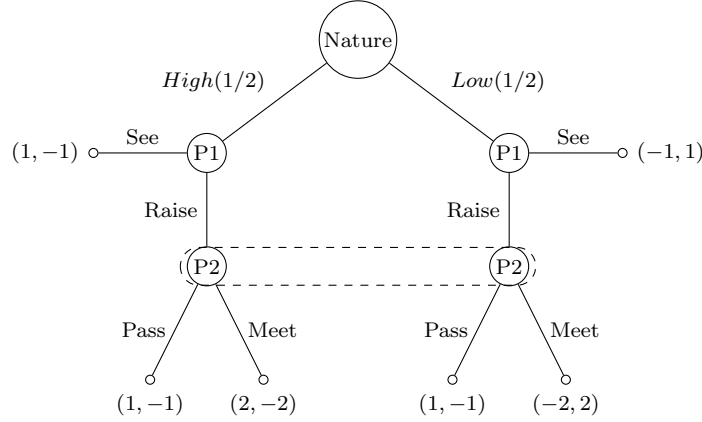 Nature
High(1/2) Low(1/2)
(1, −1) See P1 P1 See (−1, 1)
Raise Raise
P2 P2
Pass Meet Pass Meet
(1, −1) (2, −2) (1, −1) (−2, 2)